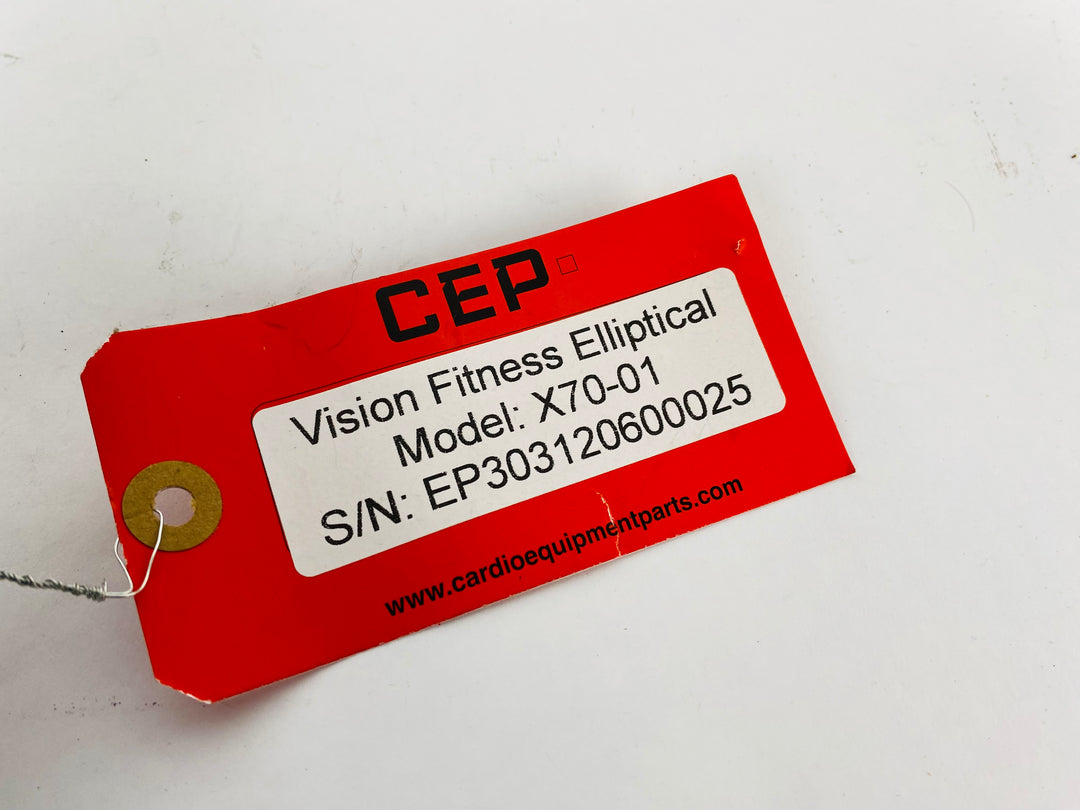 CEP
Vision Fitness Elliptical
Model: X70-01
S/N: EP303120600025
www.cardioequipmentparts.com